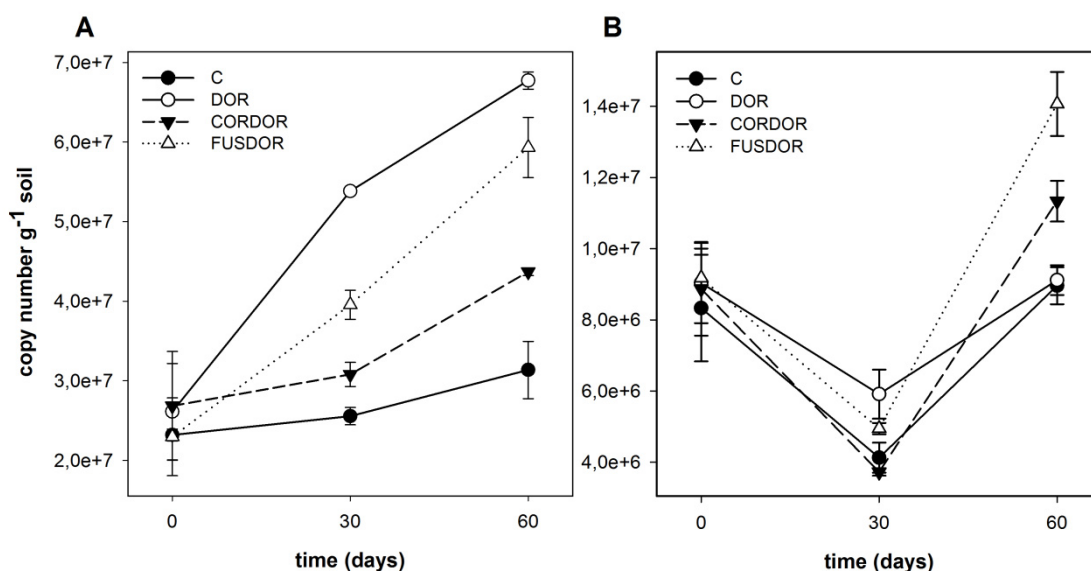 A
B
copy number g-1 soil
7,0e+7
6,0e+7
5,0e+7
4,0e+7
3,0e+7
2,0e+7
C
DOR
CORDOR
FUSDOR
0
30
60
time (days)
1,4e+7
1,2e+7
1,0e+7
8,0e+6
6,0e+6
4,0e+6
C
DOR
CORDOR
FUSDOR
0
30
60
time (days)